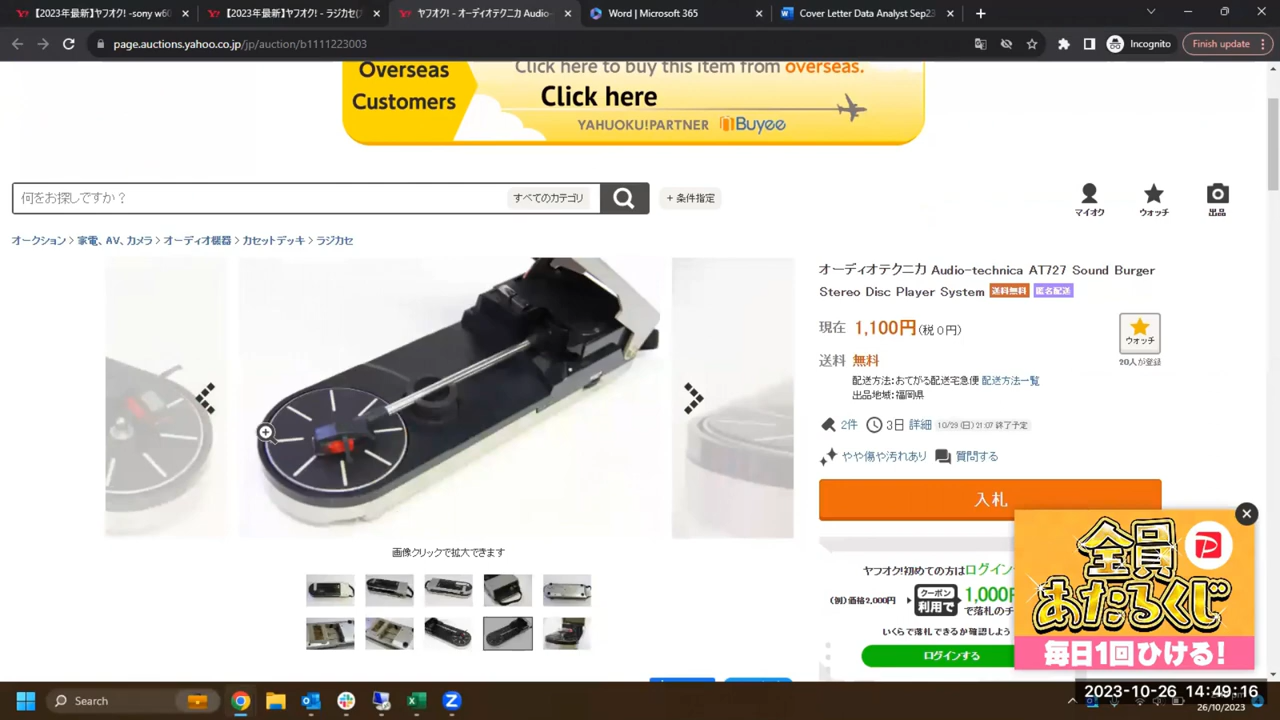 ヤフオク! -sony w60
【2023年最新】ヤフオク! - ラジカセ(
ヤフオク! - オーディオテクニカ Audio-
Word | Microsoft 365
Cover Letter Data Analyst Sep23
page.auctions.yahoo.co.jp/jp/auction/b1111223003
Incognito
Finish update
Overseas
Customers
Click here to buy this item from overseas.
Click here
YAHUOKU!PARTNER Buyee
何をお探しですか？
すべてのカテゴリ
+ 条件指定
マイオク
ウォッチ
出品
オークション > 家電、AV、カメラ > オーディオ機器 > カセットデッキ > ラジカセ
オーディオテクニカ Audio-technica AT727 Sound Burger
Stereo Disc Player System 送料無料 匿名配送
現在 1,100円 (税 0 円)
ウォッチ
20人が登録
送料 無料
配送方法:おてがる配送宅急便 配送方法一覧
出品地域:福岡県
2件 3日 詳細 10/29 (日) 21:07 終了予定
やや傷や汚れあり 質問する
入札
画像クリックで拡大できます
ヤフオク!初めての方はログイン
(例)価格2,000円
クーポン
利用で
1,000円
で落札のチ
いくらで落札できるか確認しよう
ログインする
全員
あたるくじ
毎日1回ひける!
Search
2023-10-26 14:49:16
26/10/2023